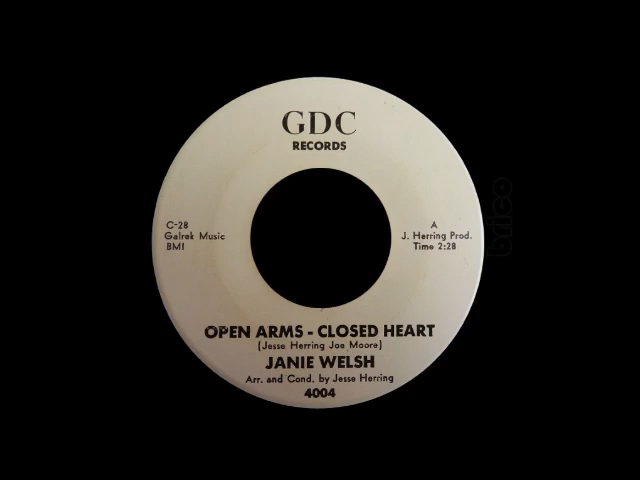 GDC
RECORDS
C-28
Galrek Music
BMI
A
J. Herring Prod.
Time 2:28
OPEN ARMS - CLOSED HEART
(Jesse Herring Joe Moore)
JANIE WELSH
Arr. and Cond. by Jesse Herring
4004
brico